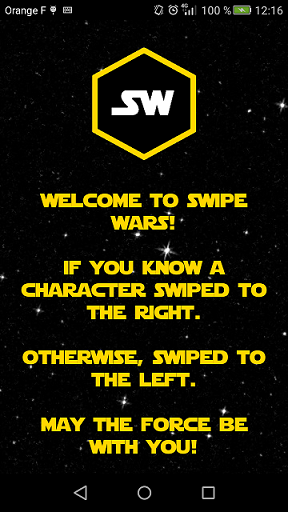 Orange F 4G 100 % 12:16
SW
WELCOME TO SWIPE
WARS!
IF YOU KNOW A
CHARACTER SWIPED TO
THE RIGHT.
OTHERWISE, SWIPED TO
THE LEFT.
MAY THE FORCE BE
WITH YOU!